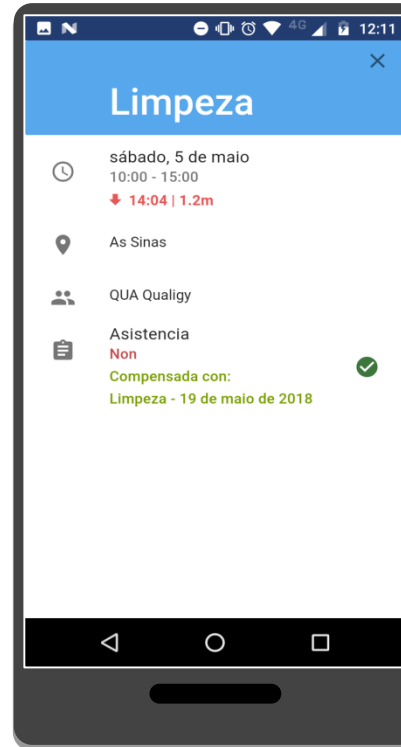 4G 12:11
Limpeza
sábado, 5 de maio
10:00 - 15:00
14:04 | 1.2m
As Sinas
QUA Qualigy
Asistencia
Non
Compensada con:
Limpeza - 19 de maio de 2018